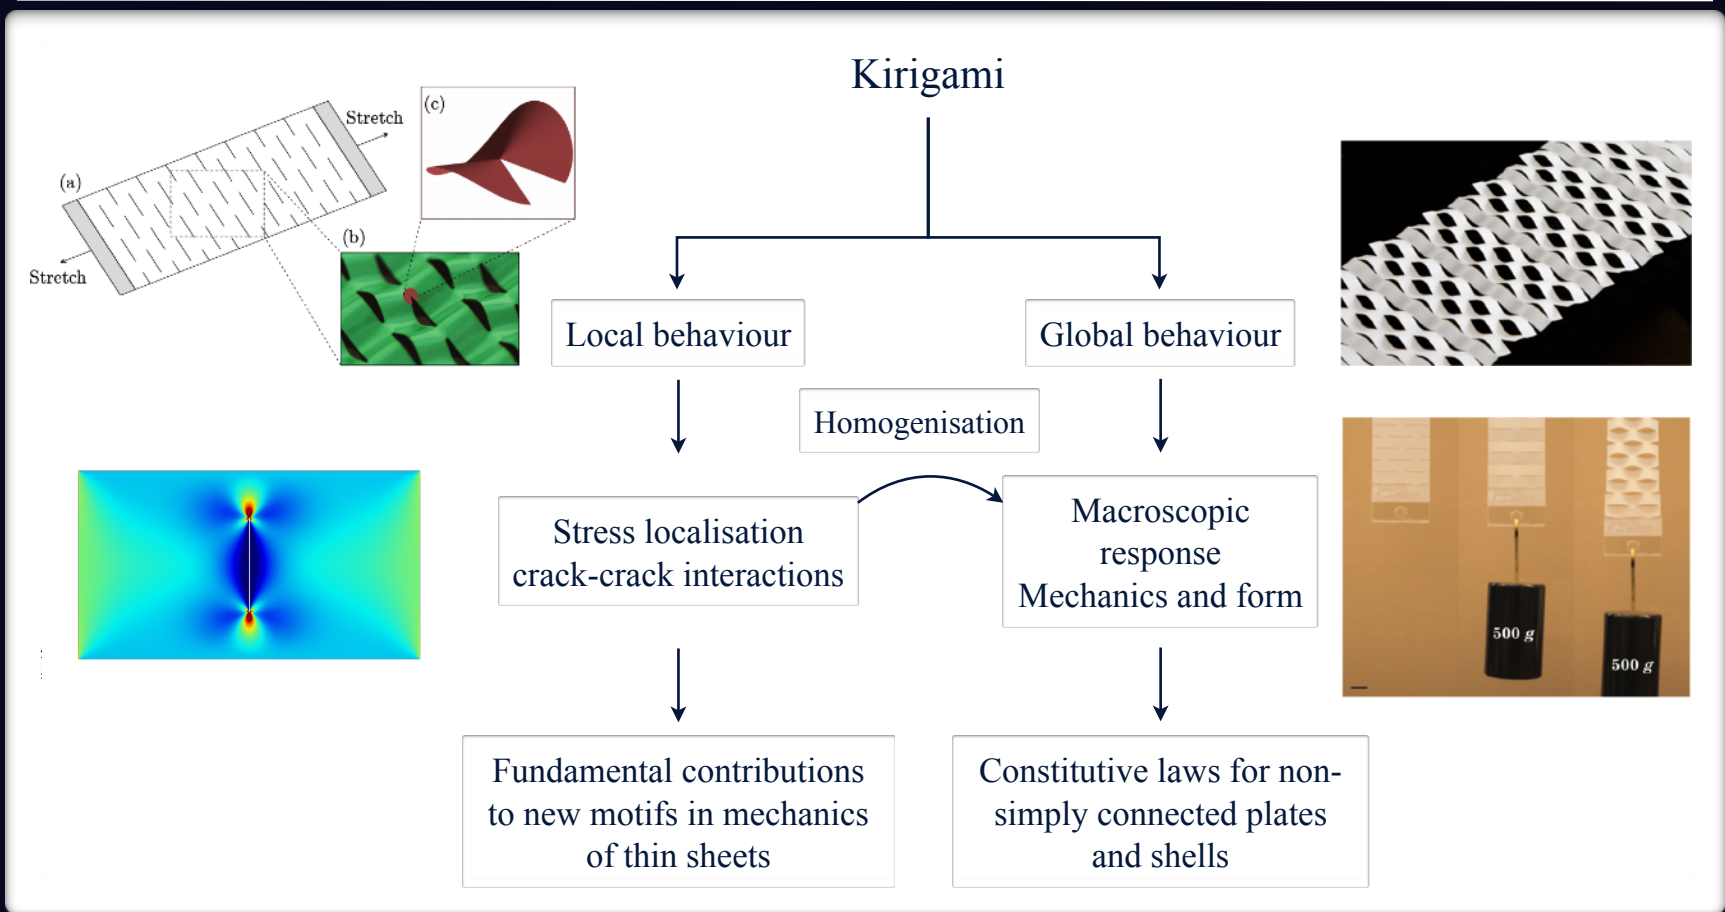 Kirigami
Stretch
(a)
Stretch
(c)
(b)
Local behaviour
Global behaviour
Homogenisation
Stress localisation
crack-crack interactions
Macroscopic
response
Mechanics and form
500 g
500 g
Fundamental contributions
to new motifs in mechanics
of thin sheets
Constitutive laws for non-
simply connected plates
and shells